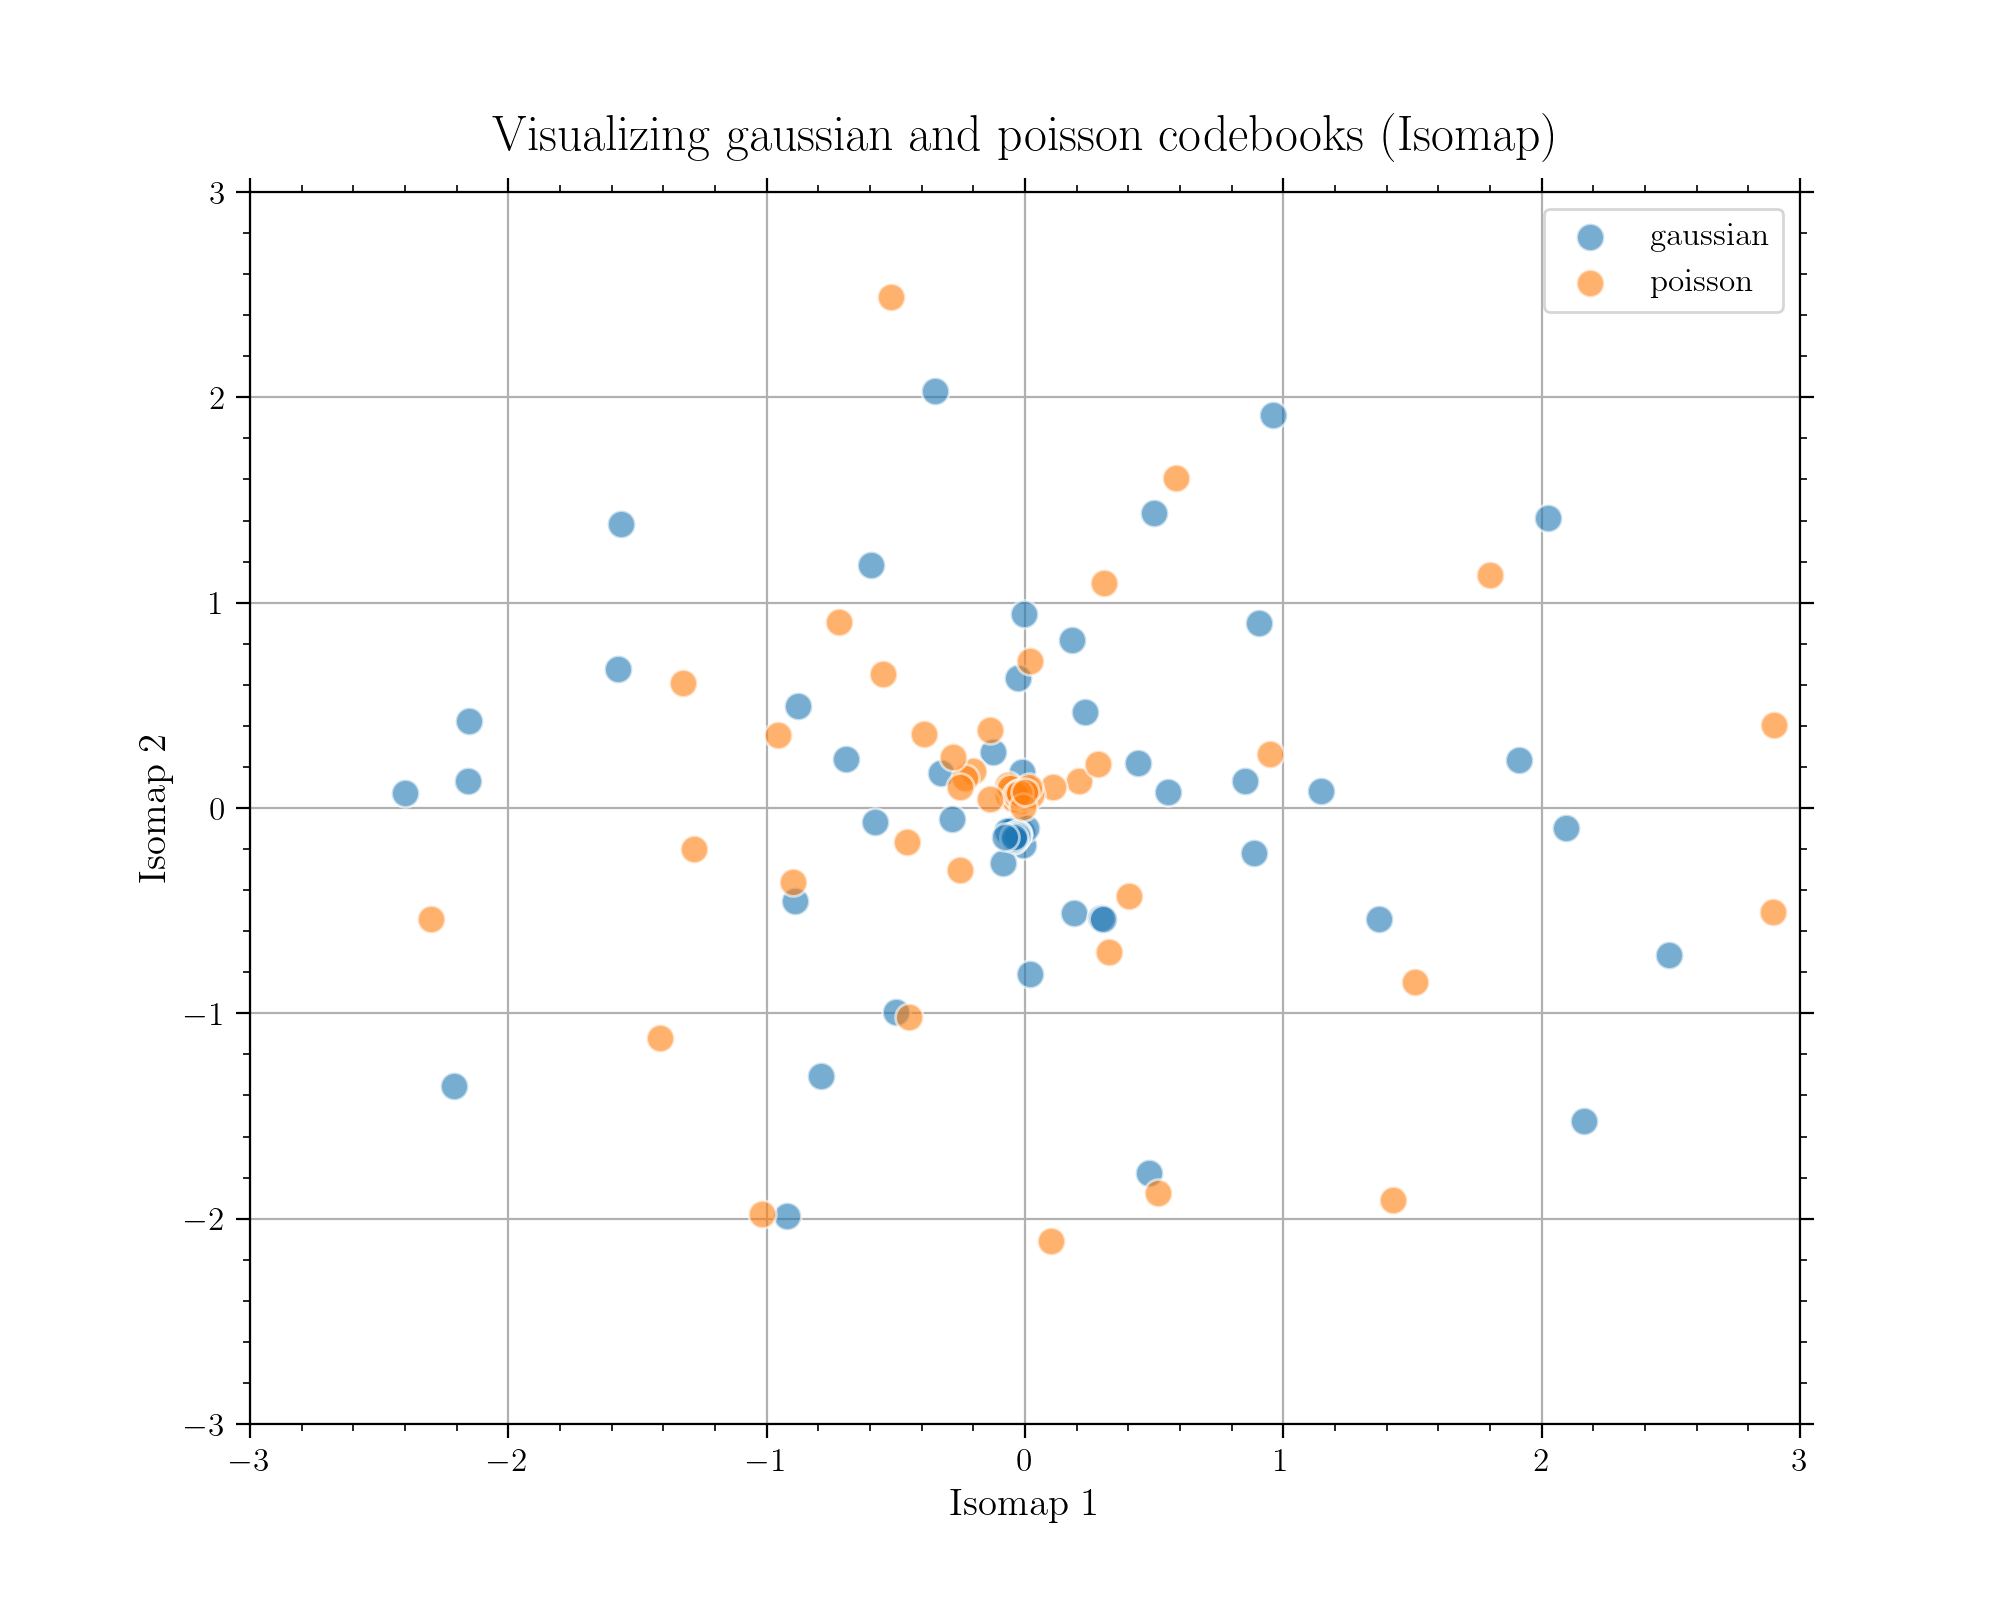 Visualizing gaussian and poisson codebooks (Isomap)
gaussian
poisson
3
2
1
0
−1
−2
−3
Isomap 2
−3
−2
−1
0
1
2
3
Isomap 1